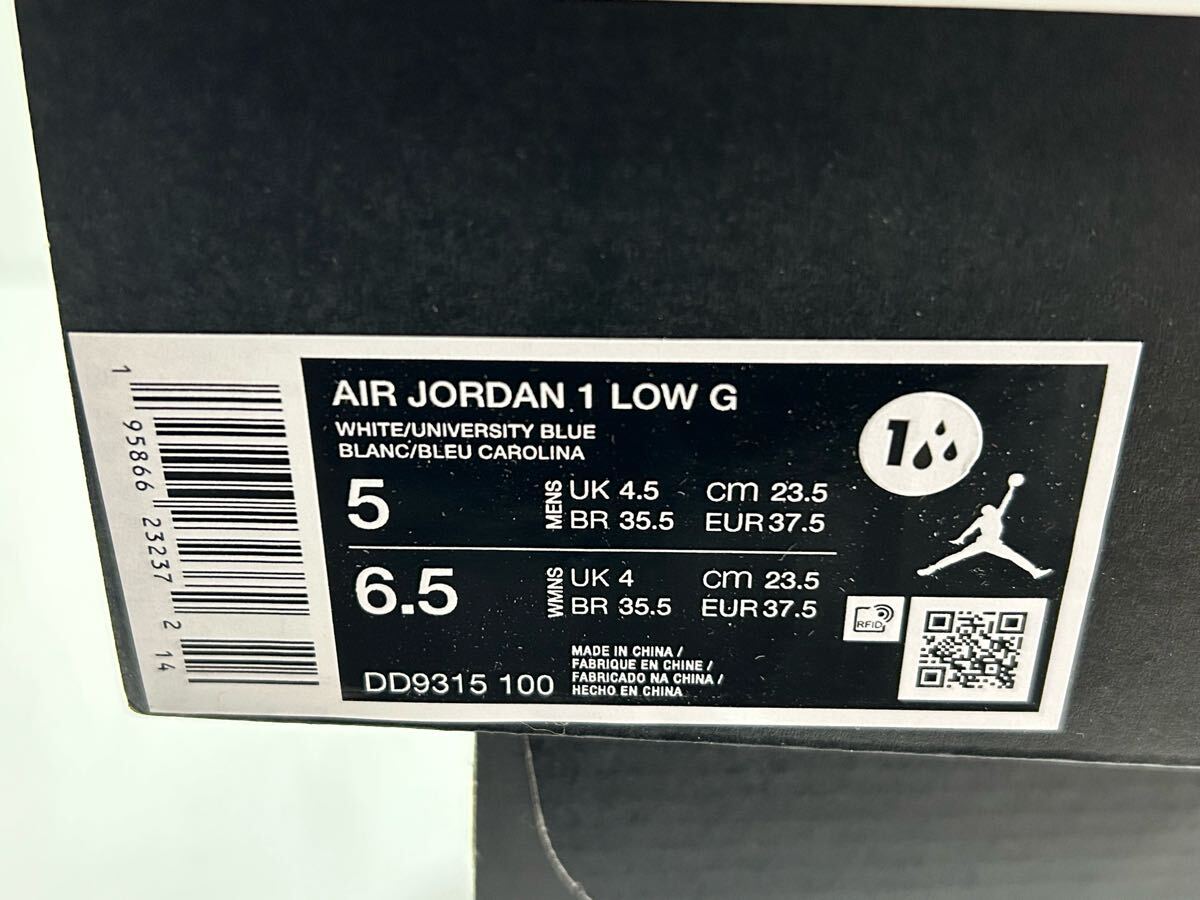 AIR JORDAN 1 LOW G
WHITE/UNIVERSITY BLUE
BLANC/BLEU CAROLINA
5 MENS UK 4.5 cm 23.5
BR 35.5 EUR 37.5
6.5 WMNS UK 4 cm 23.5
BR 35.5 EUR 37.5
DD9315 100
MADE IN CHINA /
FABRIQUE EN CHINE /
FABRICADO NA CHINA /
HECHO EN CHINA
1 95866 23237 2 14
1
RFID